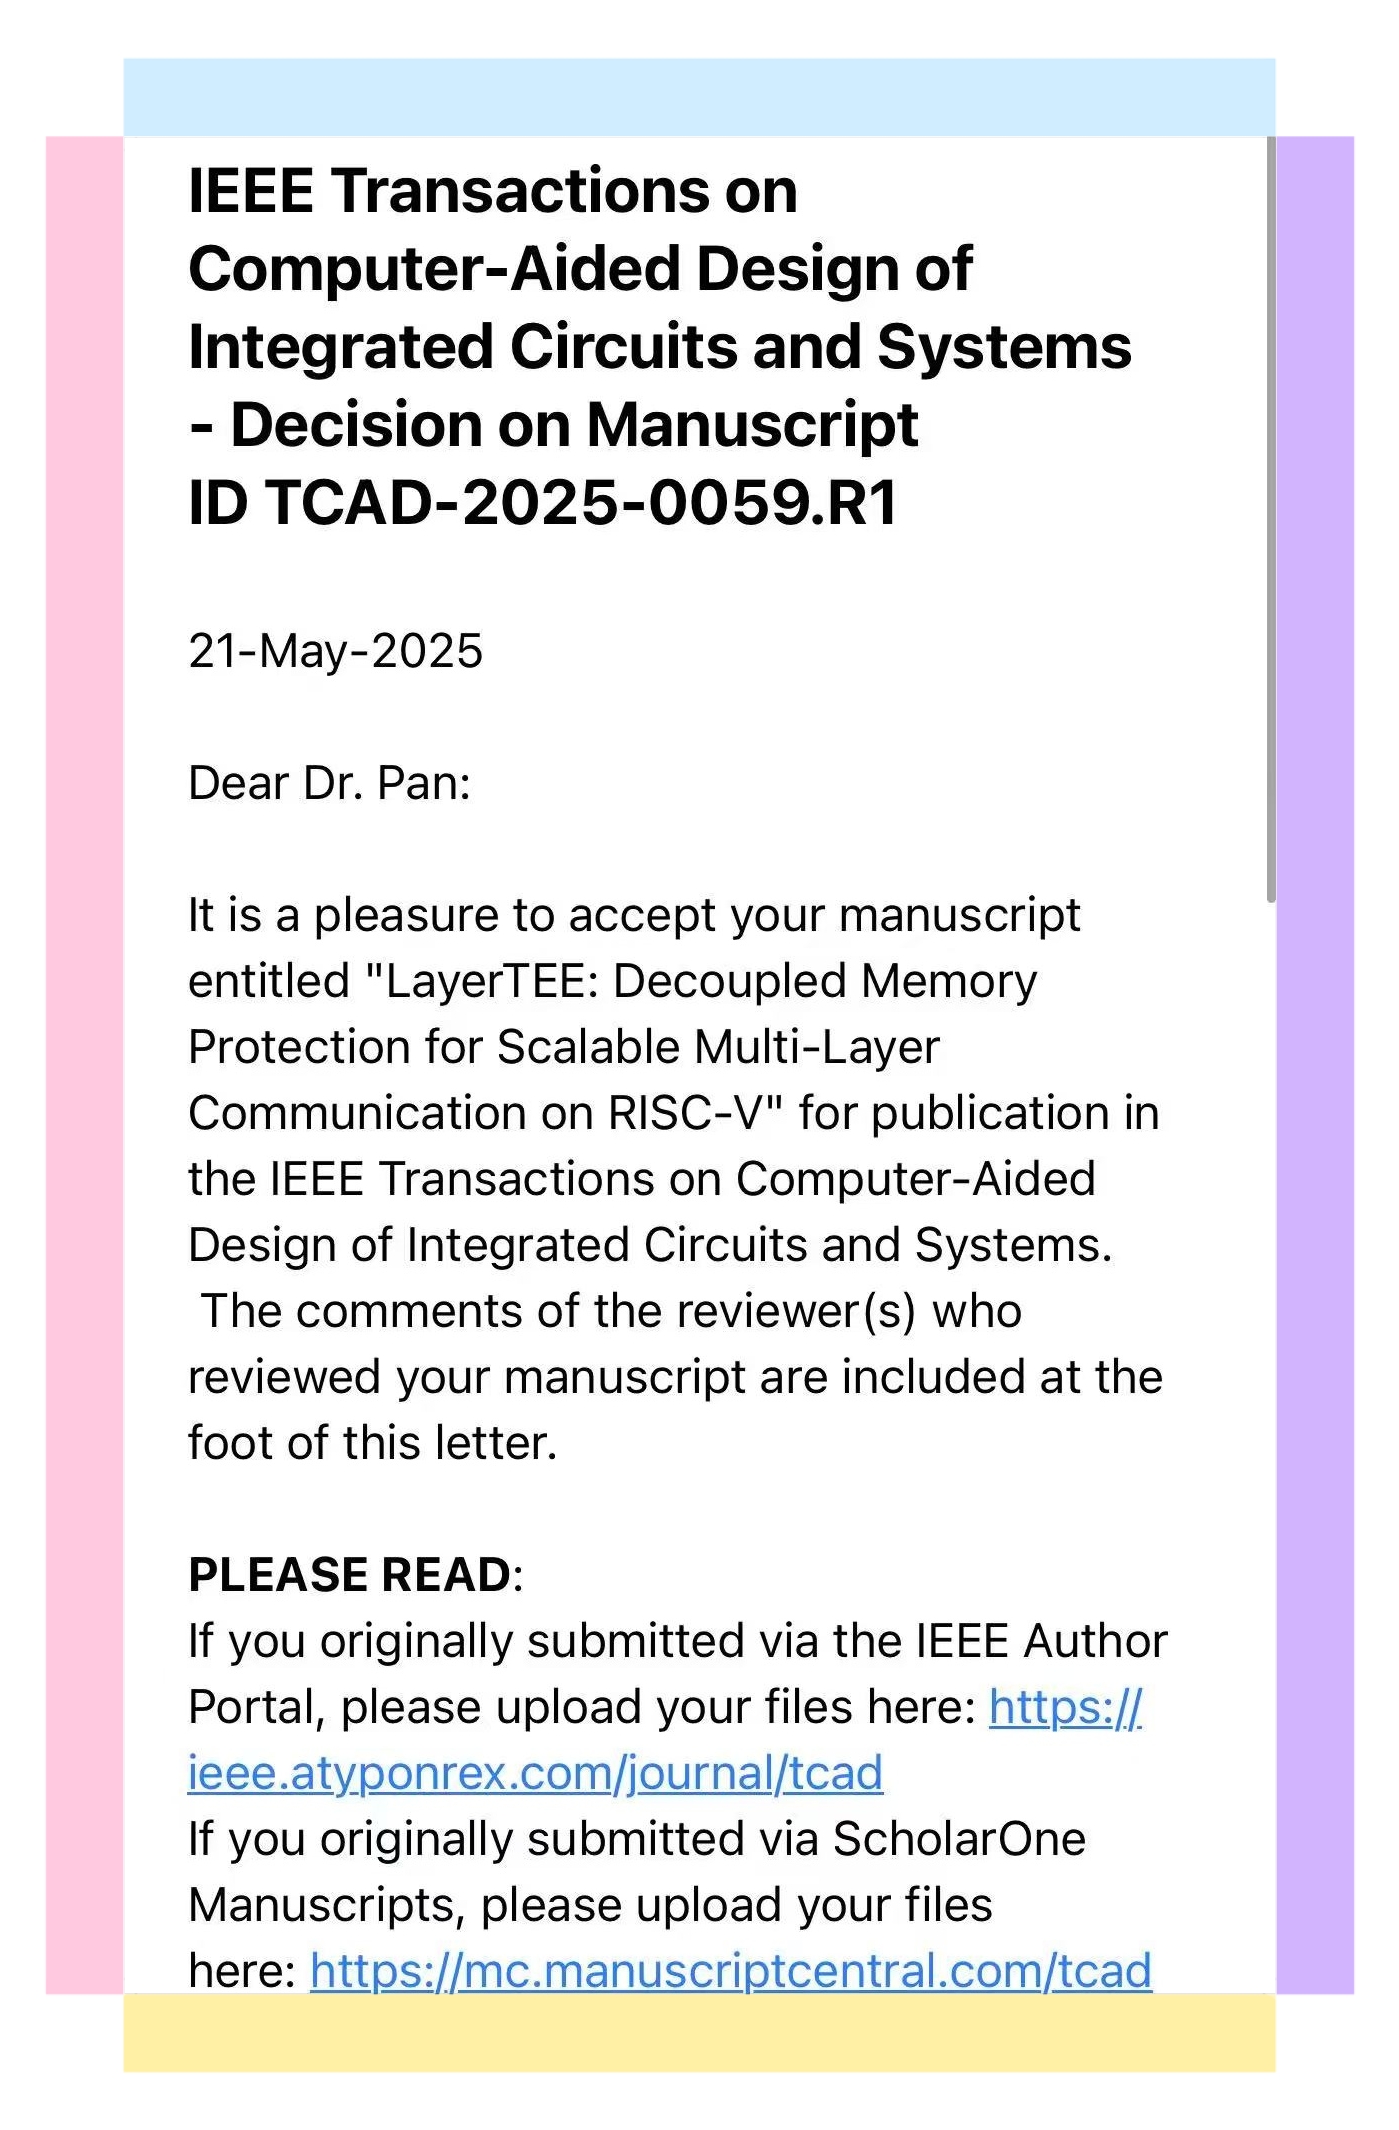 IEEE Transactions on
Computer-Aided Design of
Integrated Circuits and Systems
- Decision on Manuscript
ID TCAD-2025-0059.R1
21-May-2025
Dear Dr. Pan:
It is a pleasure to accept your manuscript
entitled "LayerTEE: Decoupled Memory
Protection for Scalable Multi-Layer
Communication on RISC-V" for publication in
the IEEE Transactions on Computer-Aided
Design of Integrated Circuits and Systems.
The comments of the reviewer(s) who
reviewed your manuscript are included at the
foot of this letter.
PLEASE READ:
If you originally submitted via the IEEE Author
Portal, please upload your files here: https://
ieee.atyponrex.com/journal/tcad
If you originally submitted via ScholarOne
Manuscripts, please upload your files
here: https://mc.manuscriptcentral.com/tcad